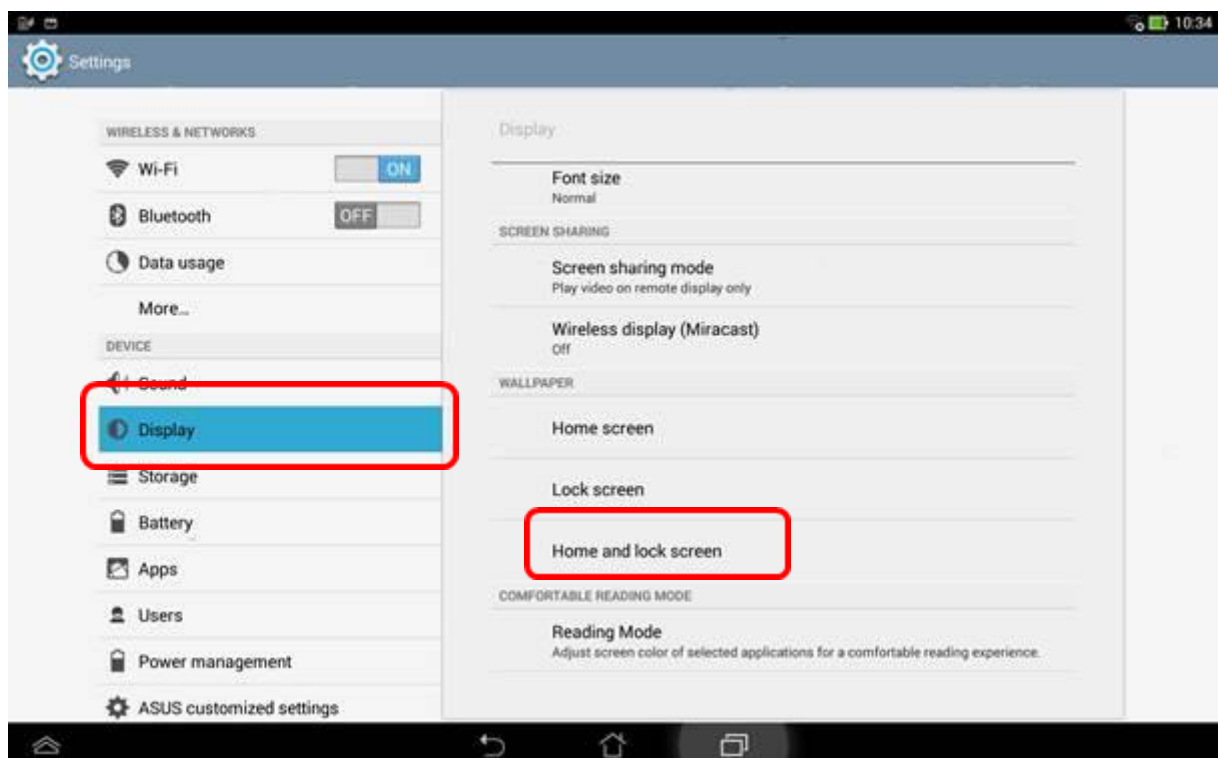 10:34
Settings
WIRELESS & NETWORKS
Wi-Fi
ON
Bluetooth
OFF
Data usage
More...
DEVICE
Sound
Display
Storage
Battery
Apps
Users
Power management
ASUS customized settings
Display
Font size
Normal
SCREEN SHARING
Screen sharing mode
Play video on remote display only
Wireless display (Miracast)
Off
WALLPAPER
Home screen
Lock screen
Home and lock screen
COMFORTABLE READING MODE
Reading Mode
Adjust screen color of selected applications for a comfortable reading experience.